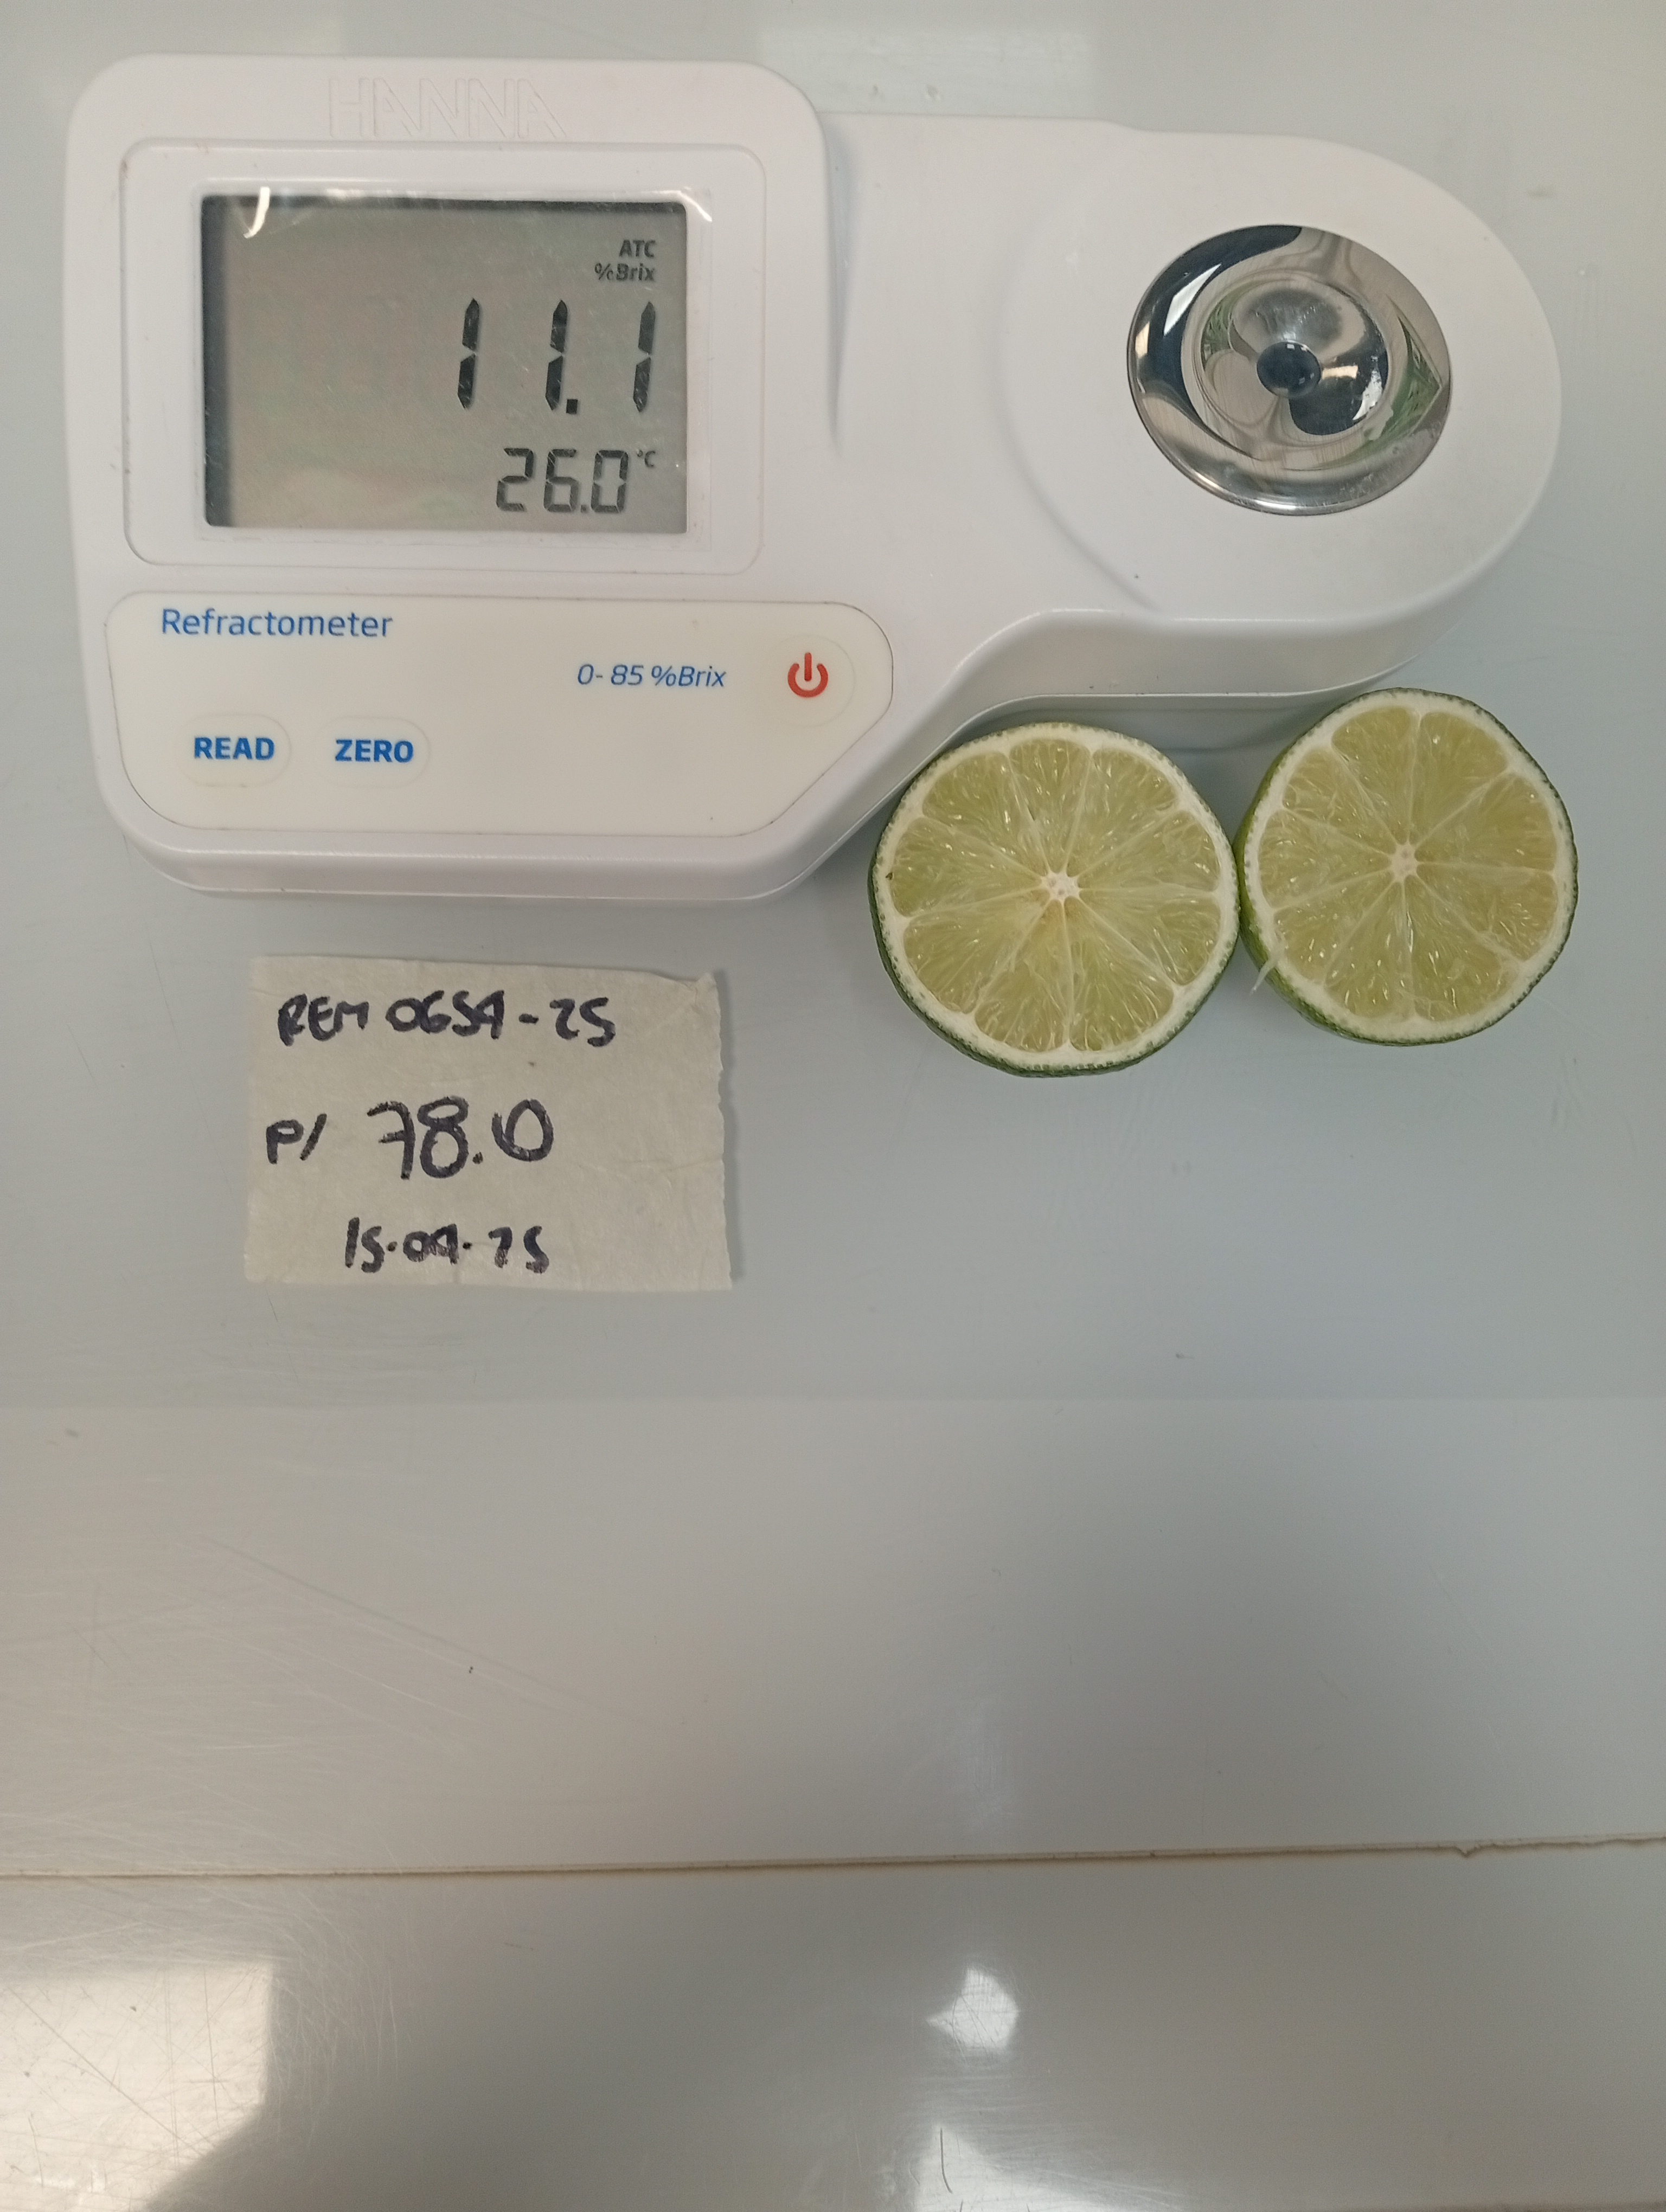 HANNA
ATC
%Brix
11.1
26.0°C
Refractometer
0-85 %Brix
READ
ZERO
REM 0654-25
P/ 78.0
15.04.25